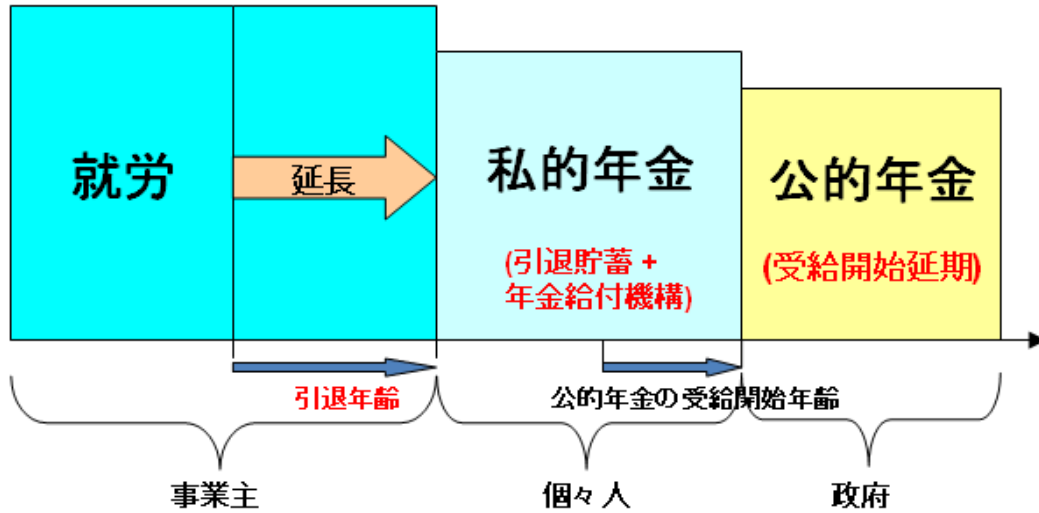 就労
延長
私的年金
(引退貯蓄 +
年金給付機構)
公的年金
(受給開始延期)
引退年齢
公的年金の受給開始年齢
事業主
個々人
政府